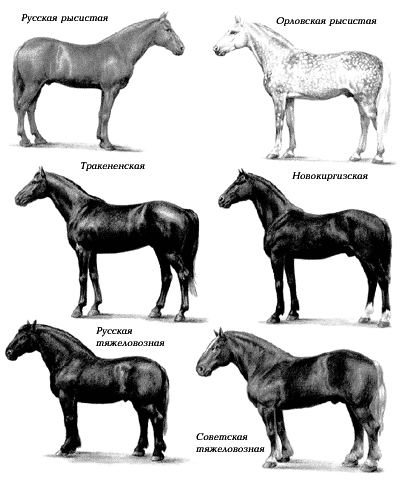 Русская рысистая
Орловская рысистая
Тракененская
Новокиргизская
Русская
тяжеловозная
Советская
тяжеловозная